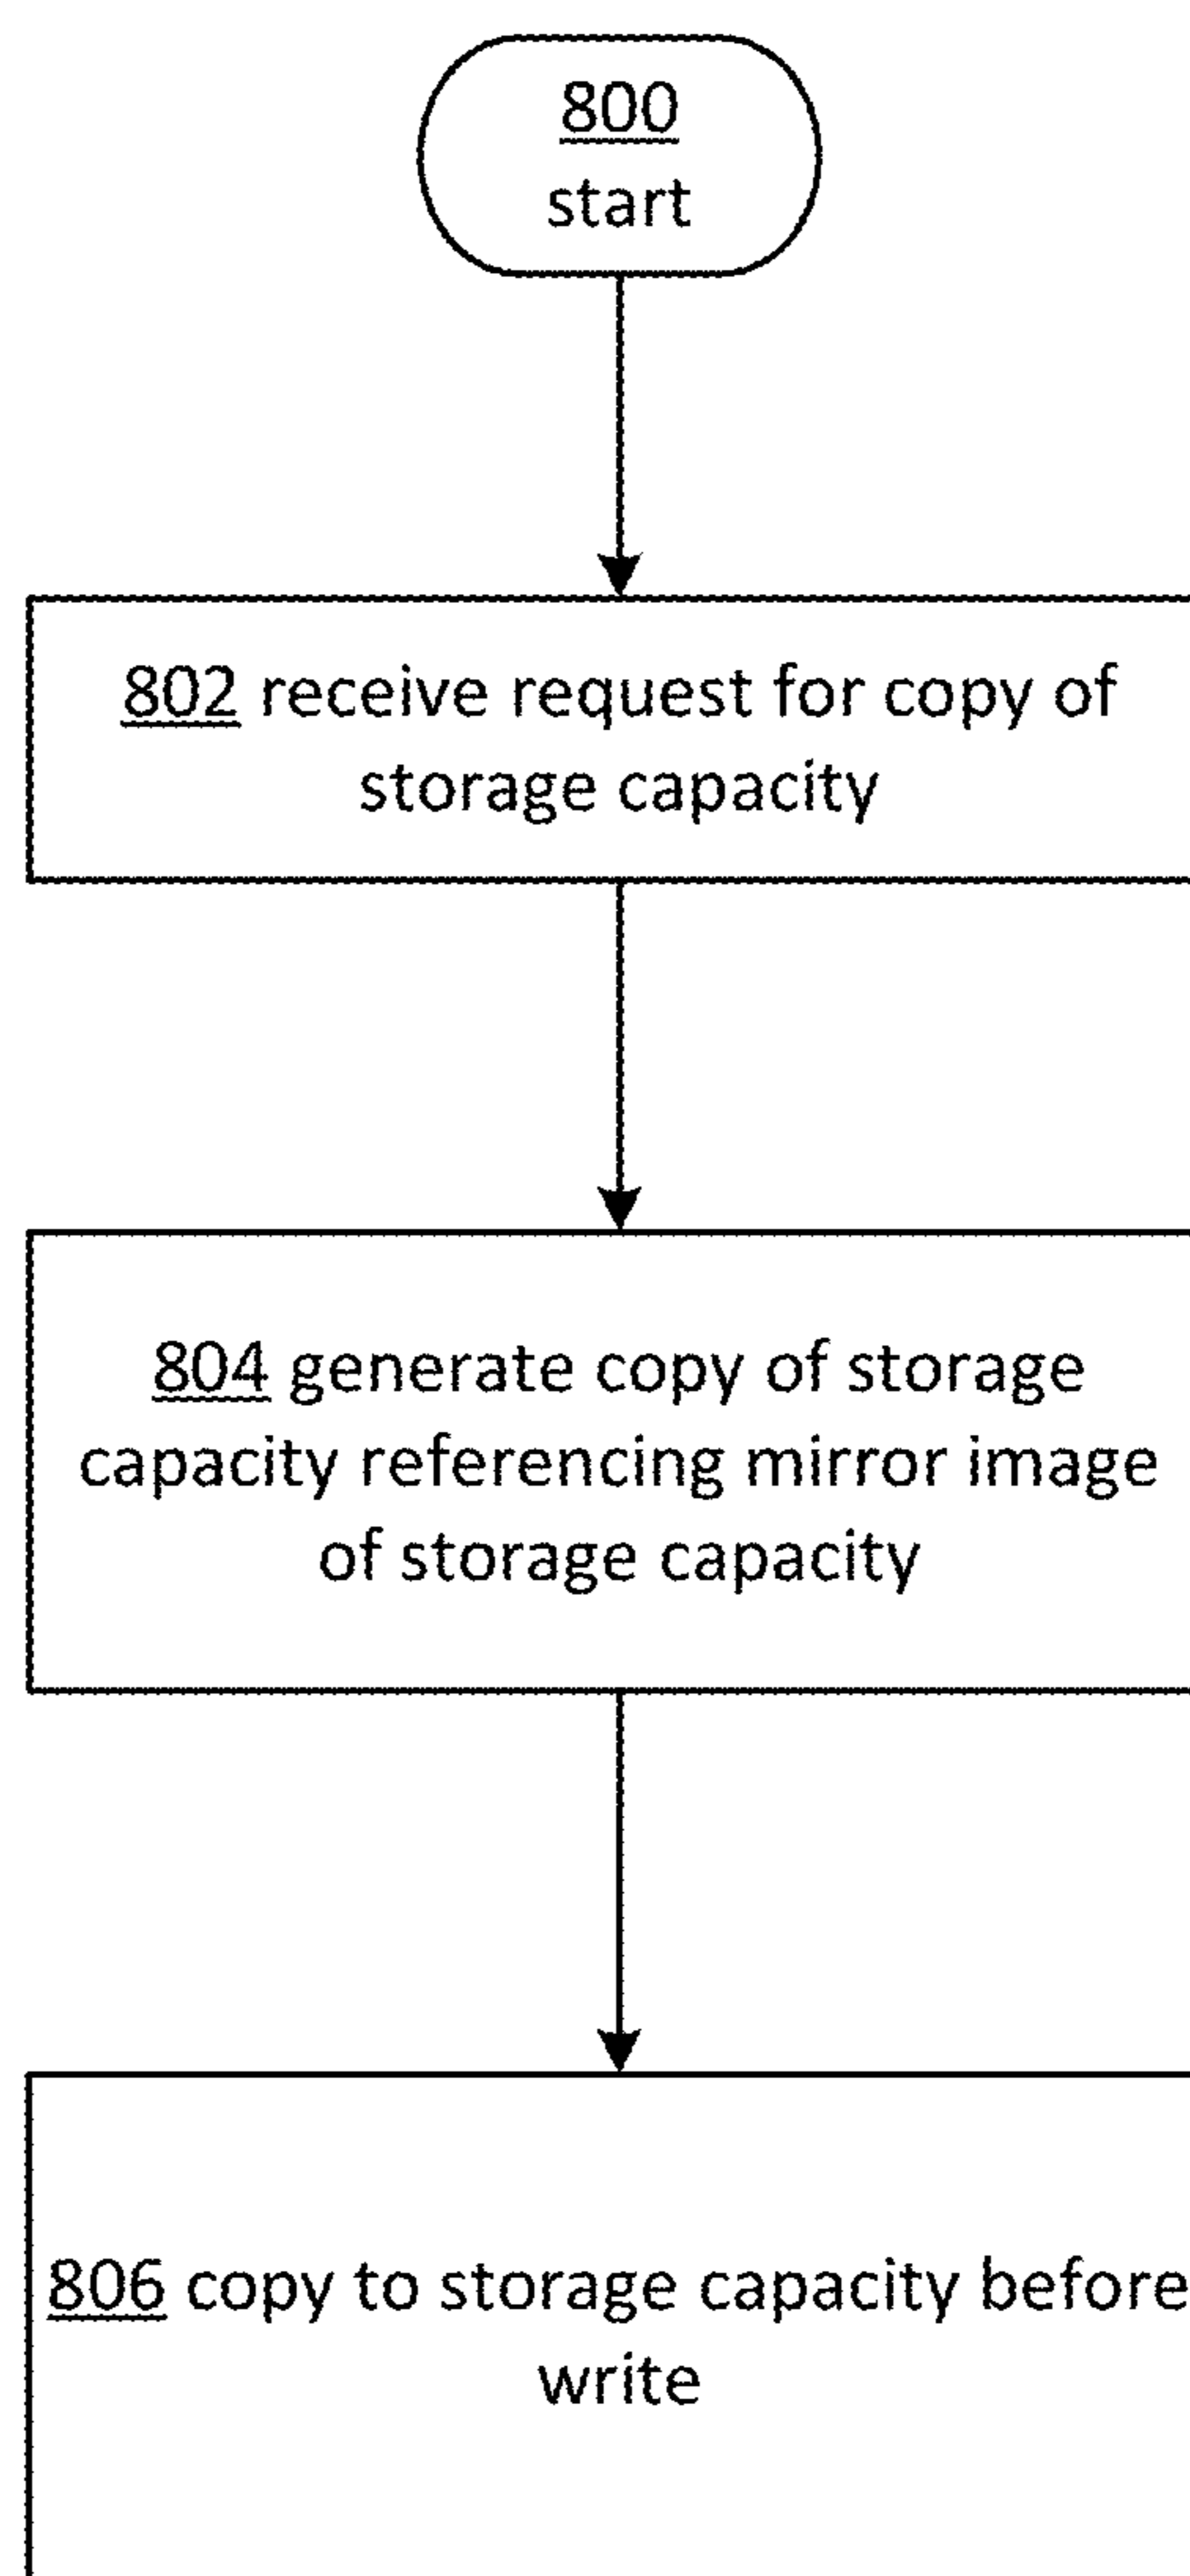 800
start
802 receive request for copy of
storage capacity
804 generate copy of storage
capacity referencing mirror image
of storage capacity
806 copy to storage capacity before
write